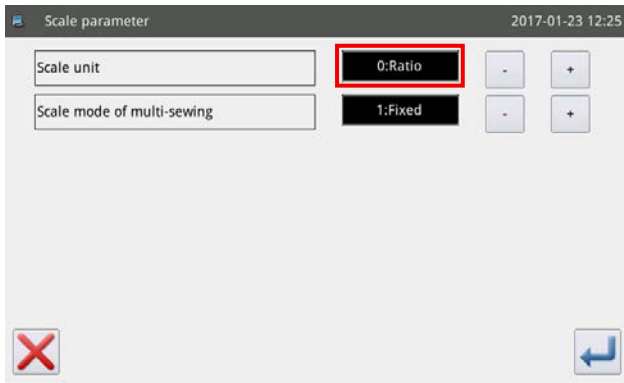 Scale parameter 2017-01-23 12:25
Scale unit 0:Ratio - +
Scale mode of multi-sewing 1:Fixed - +